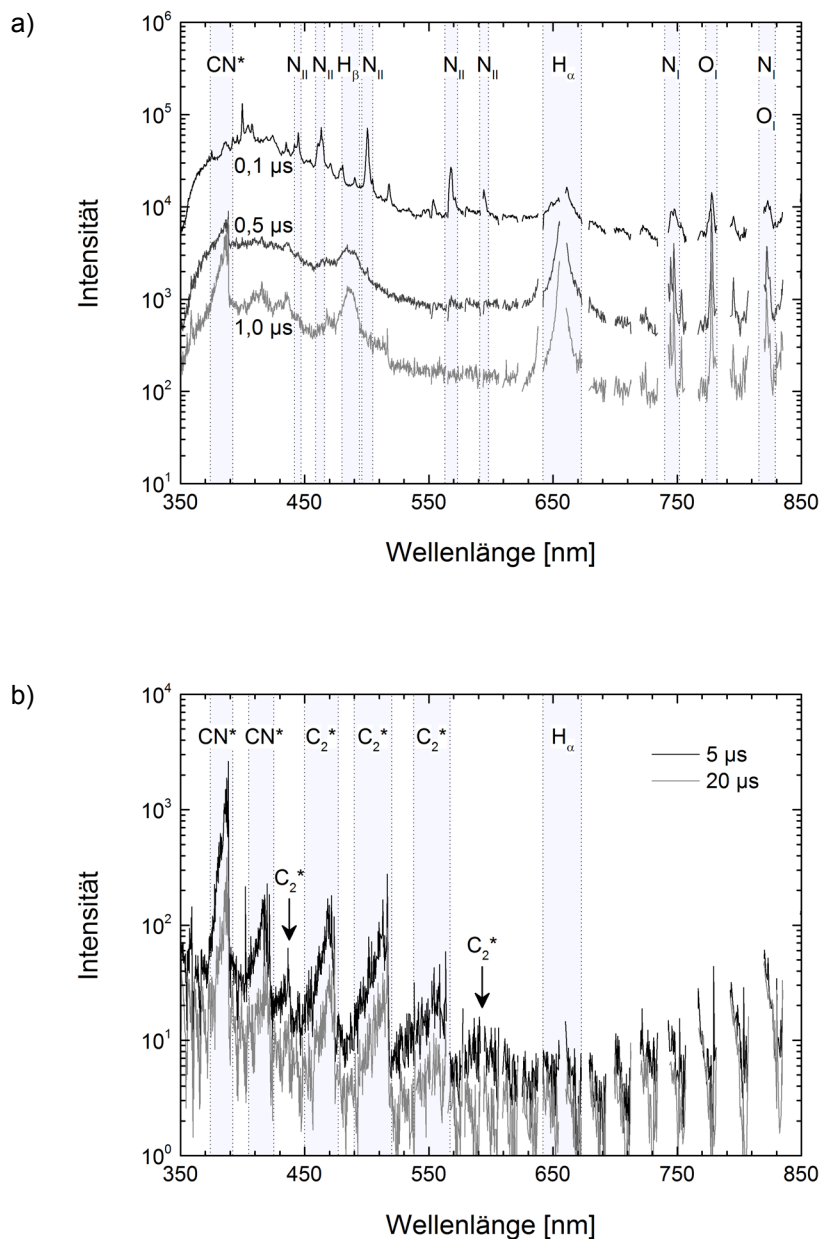 a)
10^6
10^5
10^4
10^3
10^2
10^1
Intensität
CN* N_II N_II H_β N_II N_II N_II H_α N_I O_I N_I
O_I
0,1 µs
0,5 µs
1,0 µs
350 450 550 650 750 850
Wellenlänge [nm]
b)
10^4
10^3
10^2
10^1
10^0
Intensität
CN* CN* C_2* C_2* C_2* H_α
5 µs
20 µs
C_2*
C_2*
350 450 550 650 750 850
Wellenlänge [nm]